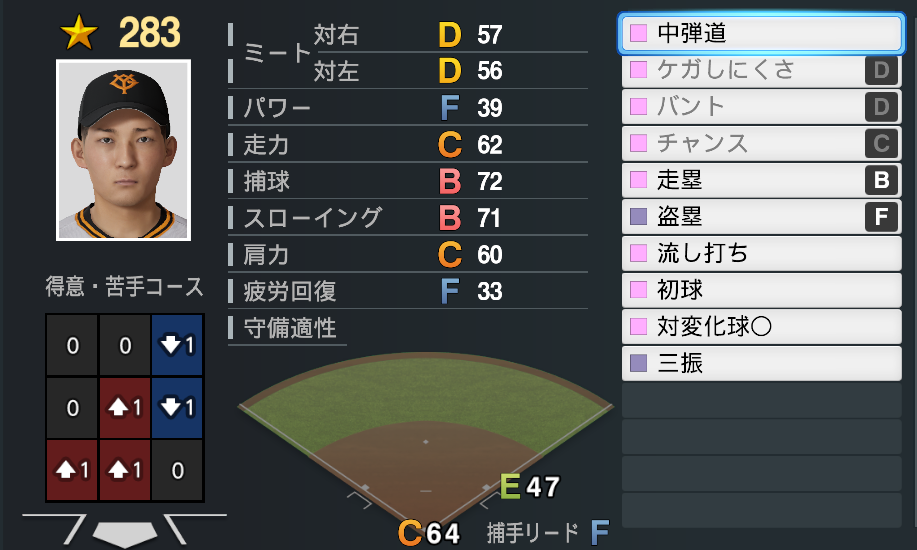 283
ミート 対右 D 57
対左 D 56
パワー F 39
走力 C 62
捕球 B 72
スローイング B 71
肩力 C 60
疲労回復 F 33
守備適性
E 47
C 64 捕手リード F
得意・苦手コース
0 0 1
0 1 1
1 1 0
中弾道
ケガしにくさ D
バント D
チャンス C
走塁 B
盗塁 F
流し打ち
初球
対変化球〇
三振